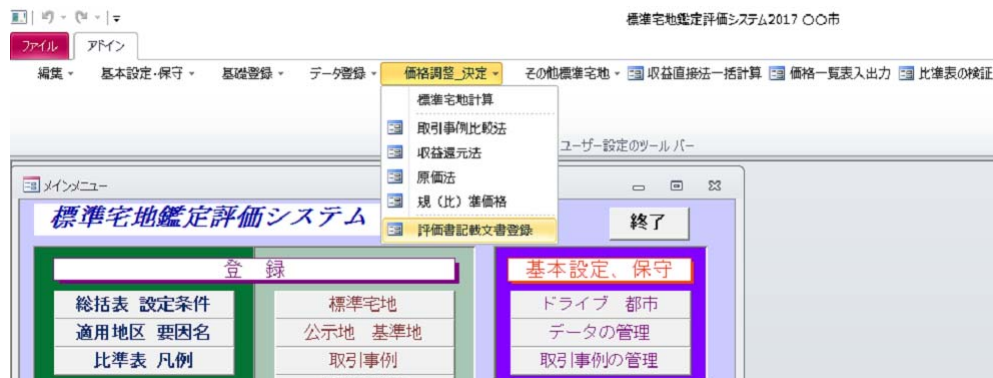 標準宅地鑑定評価システム2017 〇〇市
ファイル アドイン
編集 基本設定・保守 基礎登録 データ登録 価格調整_決定 その他標準宅地 収益直接法一括計算 価格一覧表入出力 比準表の検証
標準宅地計算
取引事例比較法
収益還元法
原価法
規（比）準価格
評価書記載文書登録
ユーザー設定のツール バー
メインメニュー
標準宅地鑑定評価システム
終了
登 録
基本設定、保守
総括表 設定条件 標準宅地 ドライブ 都市
適用地区 要因名 公示地 基準地 データの管理
比準表 凡例 取引事例 取引事例の管理